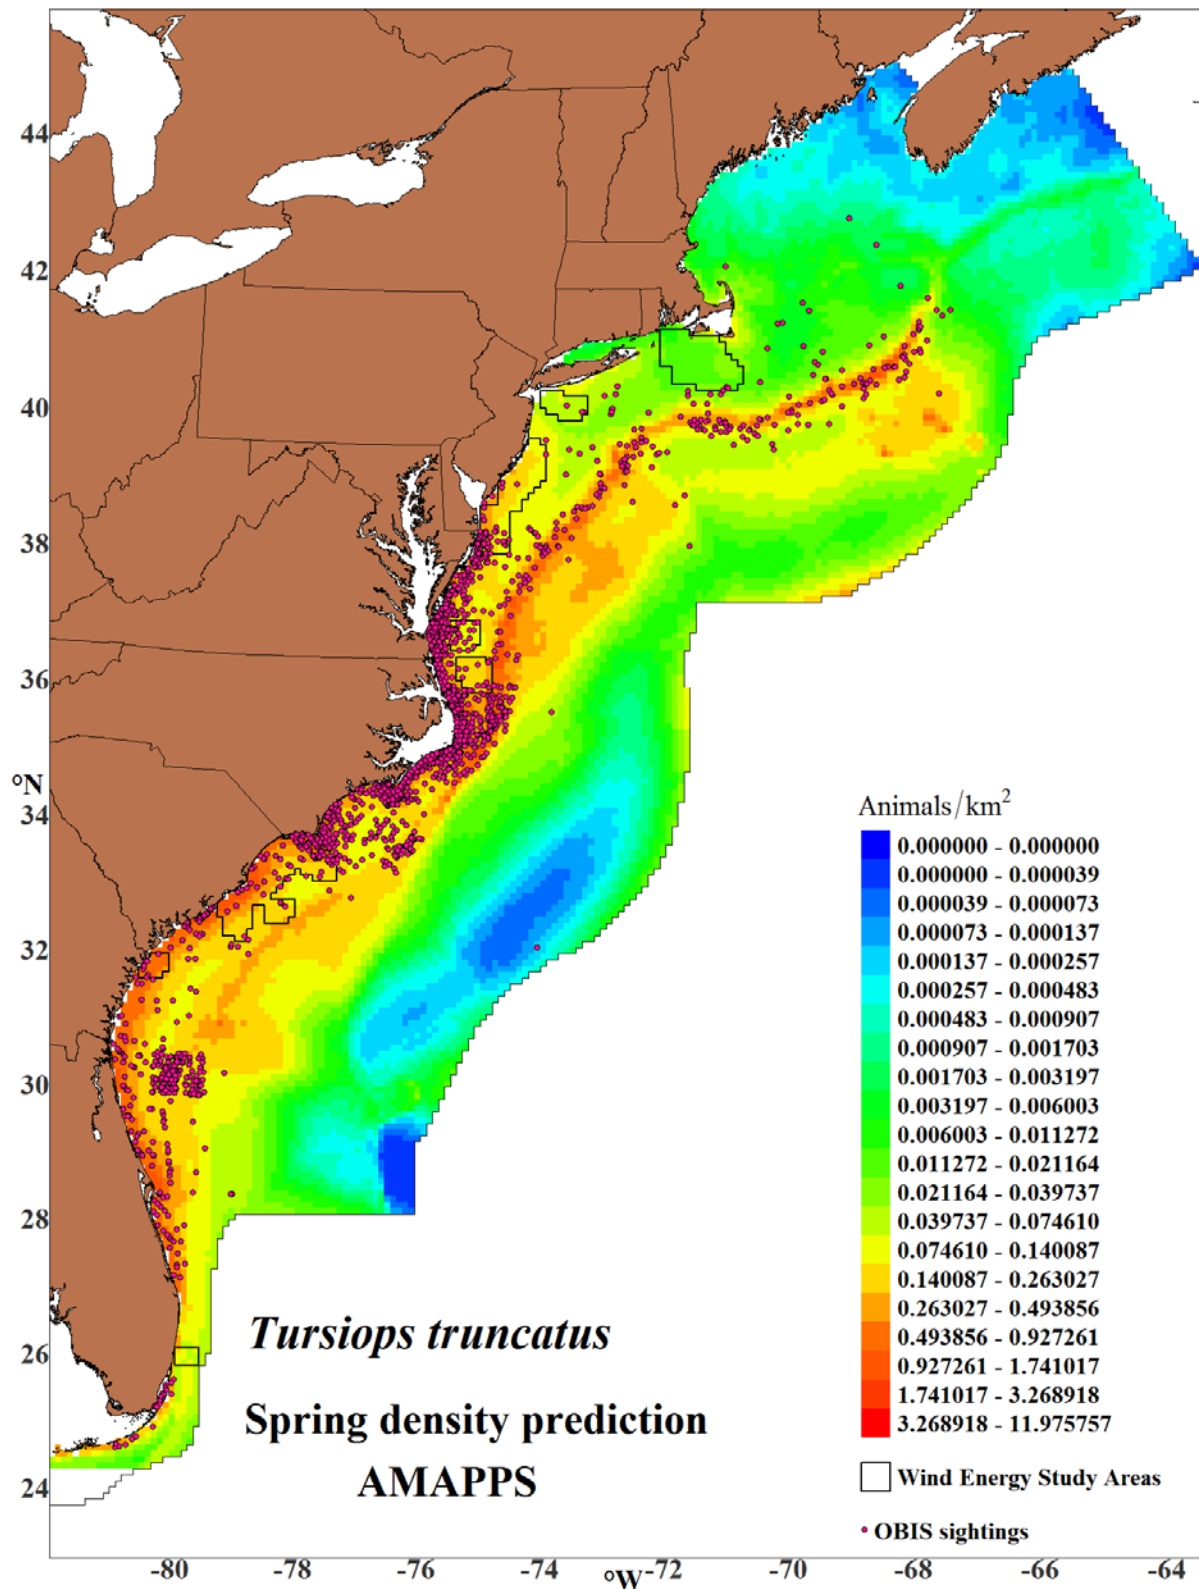 44
42
40
38
36
°N
34
32
30
28
26
24
Animals/km²
0.000000 - 0.000000
0.000000 - 0.000039
0.000039 - 0.000073
0.000073 - 0.000137
0.000137 - 0.000257
0.000257 - 0.000483
0.000483 - 0.000907
0.000907 - 0.001703
0.001703 - 0.003197
0.003197 - 0.006003
0.006003 - 0.011272
0.011272 - 0.021164
0.021164 - 0.039737
0.039737 - 0.074610
0.074610 - 0.140087
0.140087 - 0.263027
0.263027 - 0.493856
0.493856 - 0.927261
0.927261 - 1.741017
1.741017 - 3.268918
3.268918 - 11.975757
Wind Energy Study Areas
OBIS sightings
Tursiops truncatus
Spring density prediction
AMAPPS
-80 -78 -76 -74 °W -72 -70 -68 -66 -64